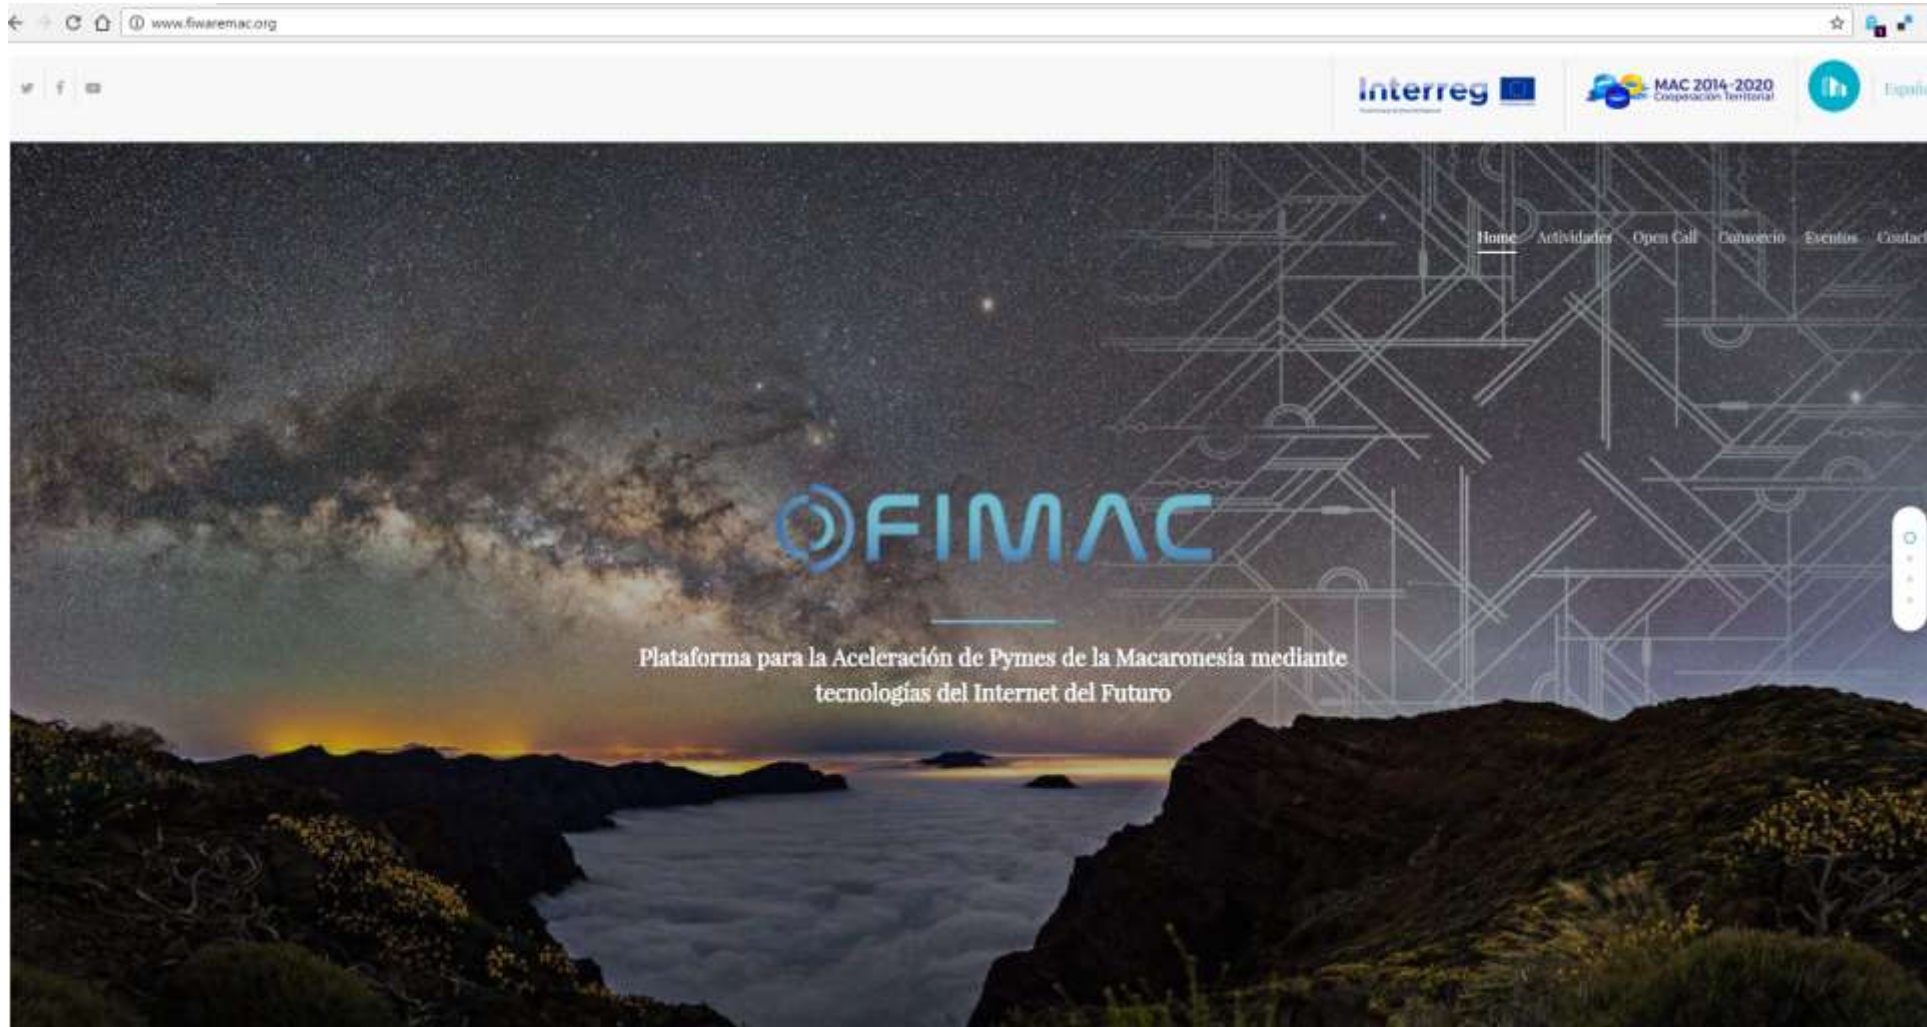 www.fiwaremac.org
Interreg
MAC 2014-2020
Cooperación Territorial
Home Actividades Open Call Consorcio Eventos
FIMAC
Plataforma para la Aceleración de Pymes de la Macaronesia mediante
tecnologías del Internet del Futuro